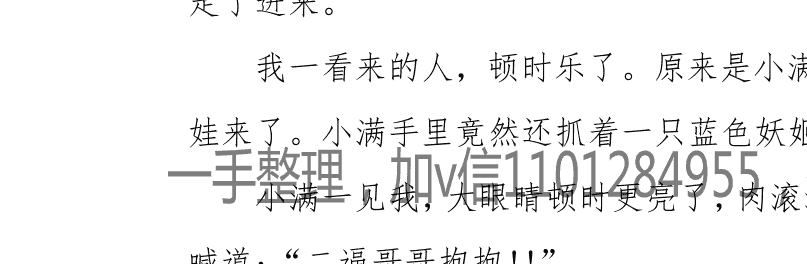 走了进来。
我一看来的人，顿时乐了。原来是小满
娃来了。小满手里竟然还抓着一只蓝色妖姬
一手整理 加v信1101284955
小满一见我，大眼睛顿时更亮了，肉滚
喊道：“二福哥哥抱抱！！”